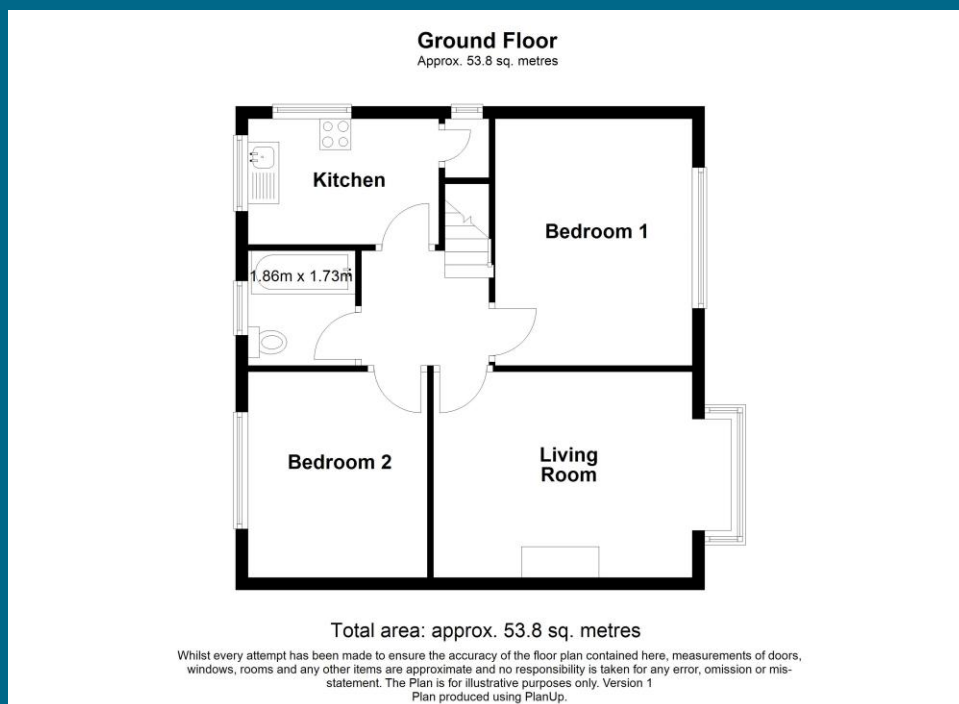 Ground Floor
Approx. 53.8 sq. metres
Kitchen
Bedroom 1
1.86m x 1.73m
Bedroom 2
Living
Room
Total area: approx. 53.8 sq. metres
Whilst every attempt has been made to ensure the accuracy of the floor plan contained here, measurements of doors,
windows, rooms and any other items are approximate and no responsibility is taken for any error, omission or mis-
statement. The Plan is for illustrative purposes only. Version 1
Plan produced using PlanUp.